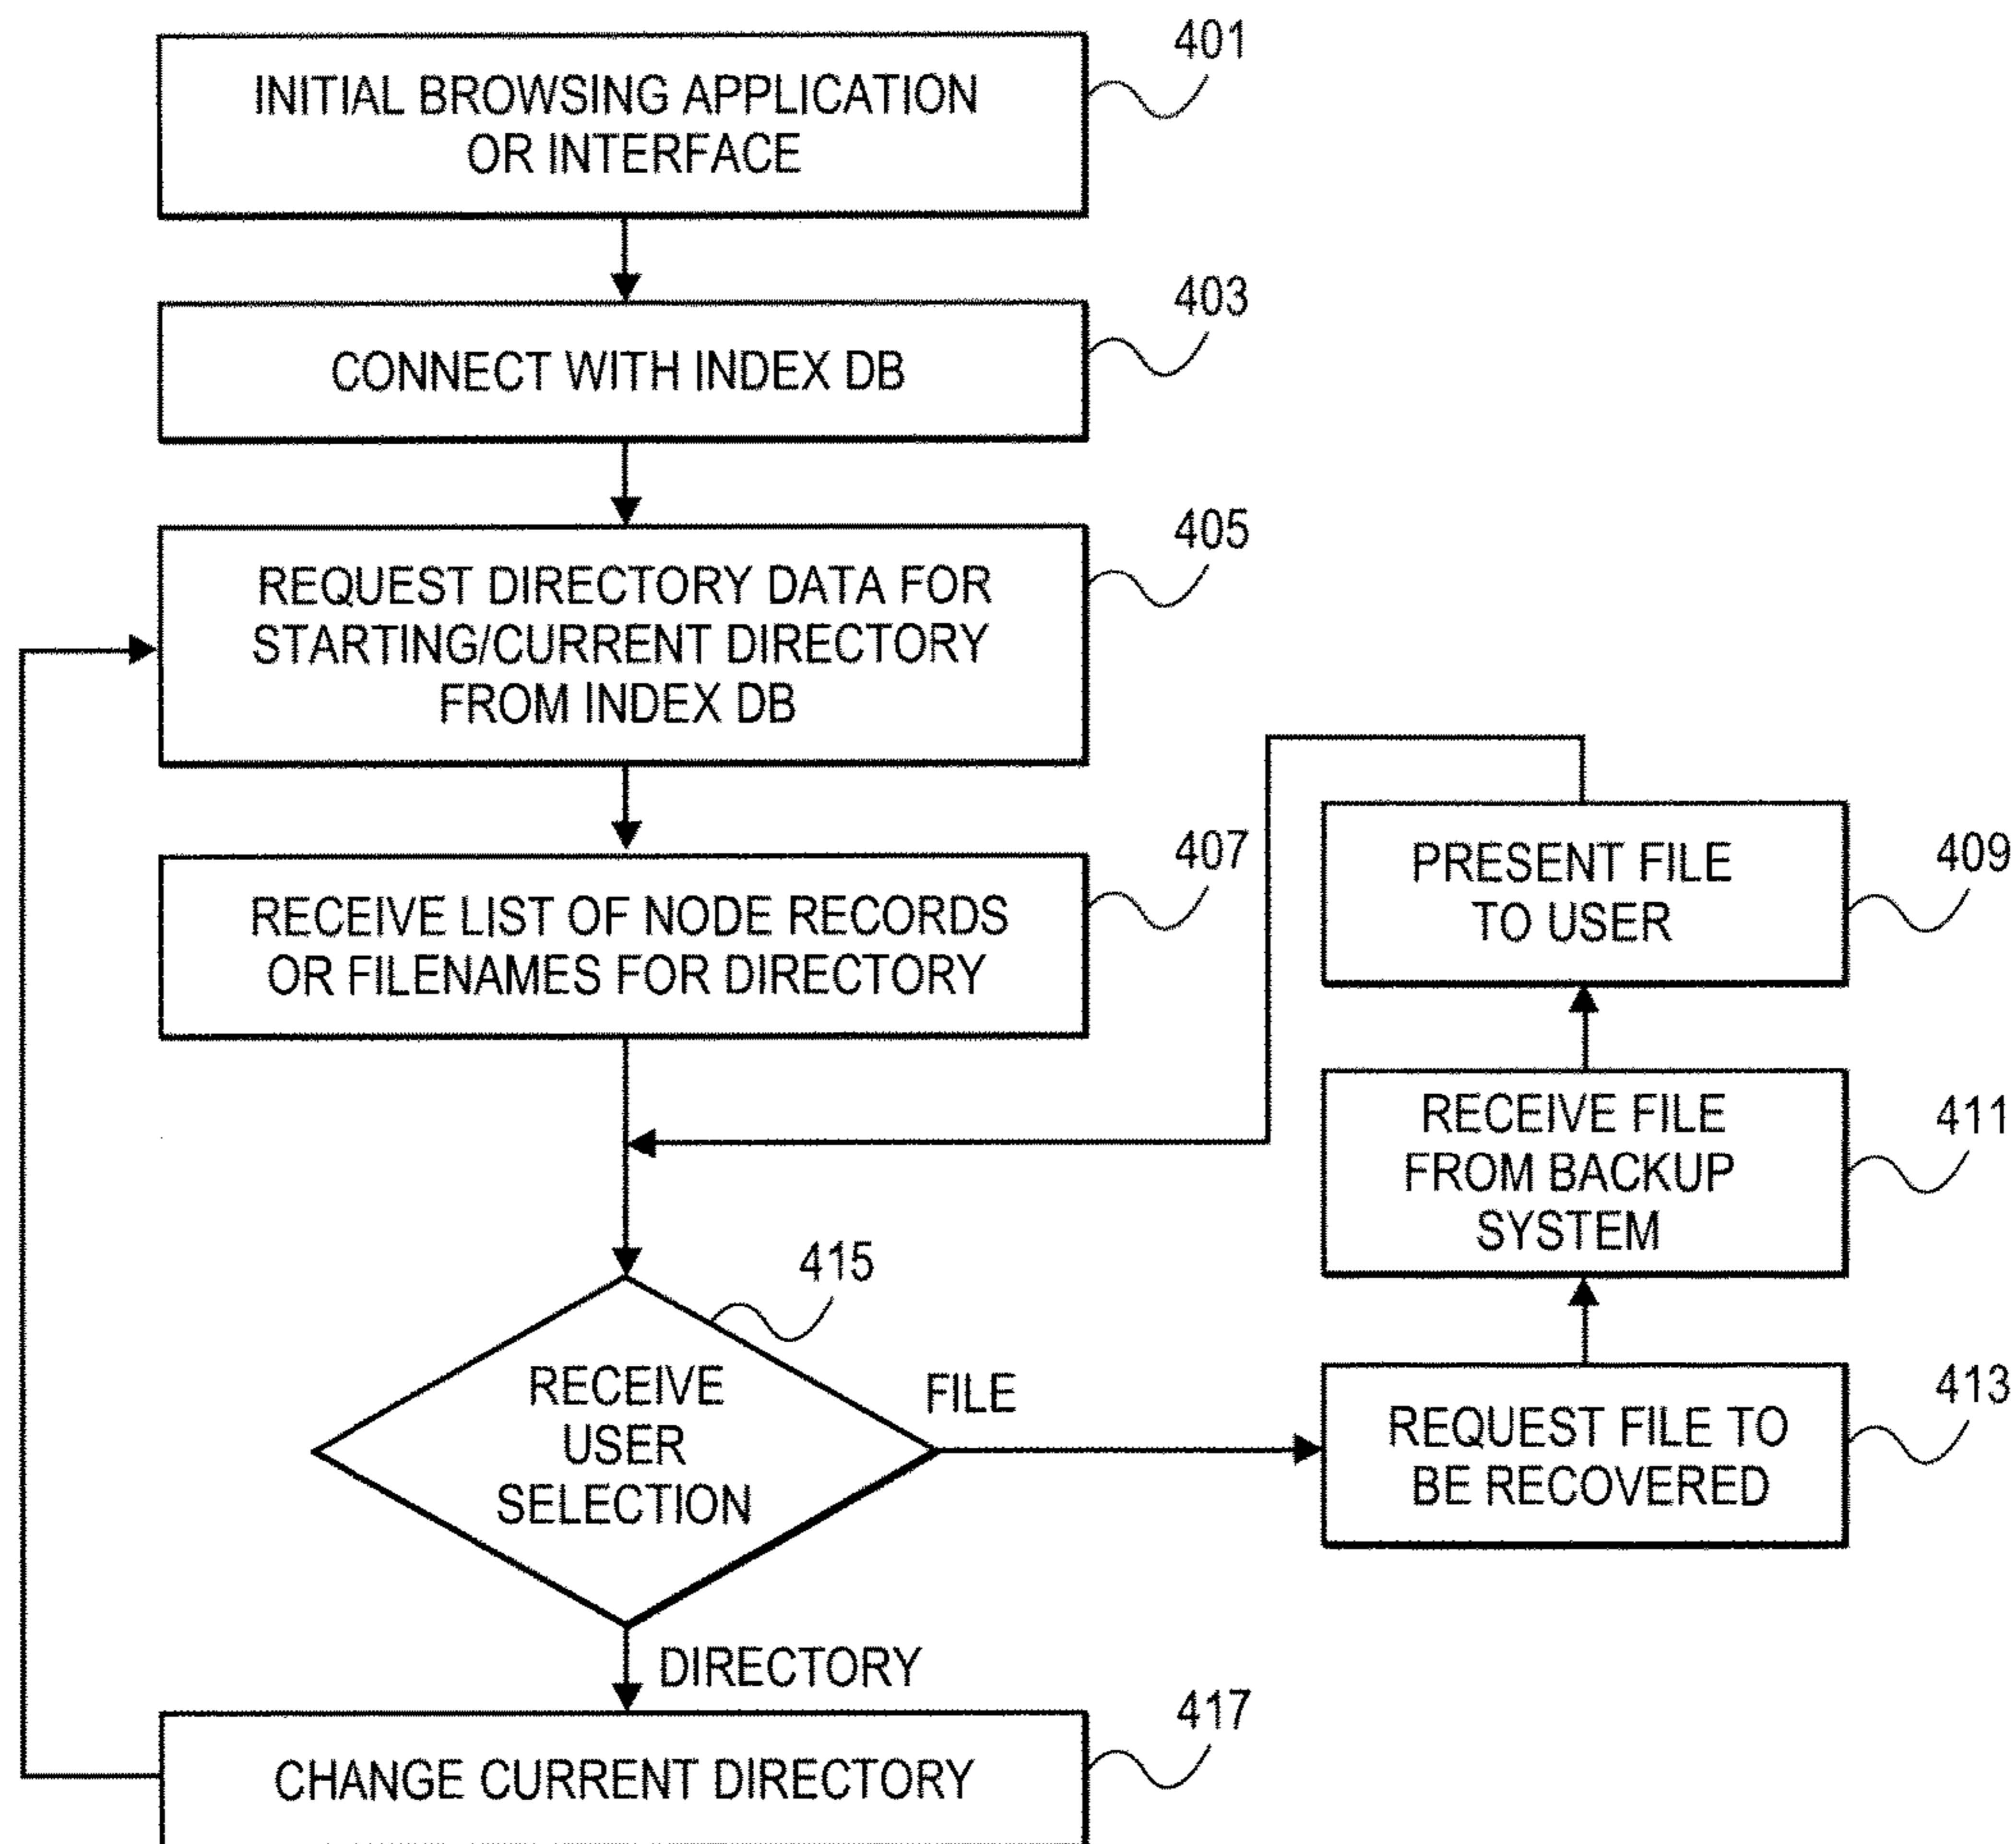 401
INITIAL BROWSING APPLICATION
OR INTERFACE
403
CONNECT WITH INDEX DB
405
REQUEST DIRECTORY DATA FOR
STARTING/CURRENT DIRECTORY
FROM INDEX DB
407
RECEIVE LIST OF NODE RECORDS
OR FILENAMES FOR DIRECTORY
409
PRESENT FILE
TO USER
411
RECEIVE FILE
FROM BACKUP
SYSTEM
415
RECEIVE
USER
SELECTION
FILE
413
REQUEST FILE TO
BE RECOVERED
DIRECTORY
417
CHANGE CURRENT DIRECTORY